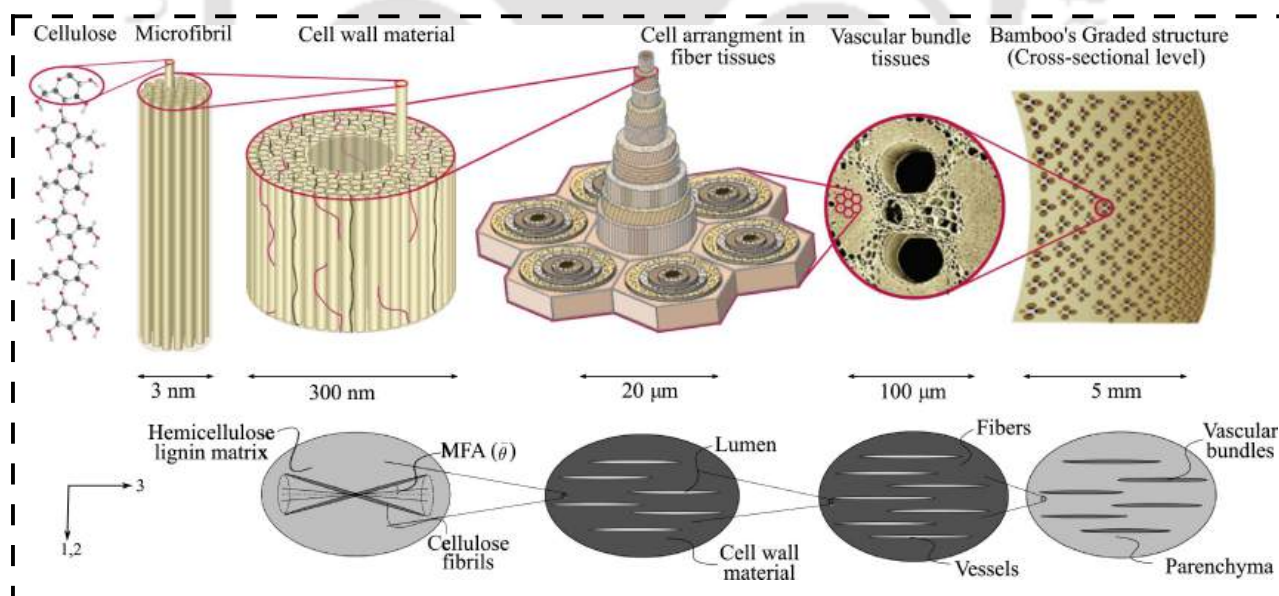 Cellulose
Microfibril
Cell wall material
Cell arrangment in
fiber tissues
Vascular bundle
tissues
Bamboo's Graded structure
(Cross-sectional level)
3 nm
300 nm
20 μm
100 μm
5 mm
Hemicellulose
lignin matrix
MFA (θ̄)
Cellulose
fibrils
Lumen
Cell wall
material
Fibers
Vessels
Vascular
bundles
Parenchyma
3
1,2